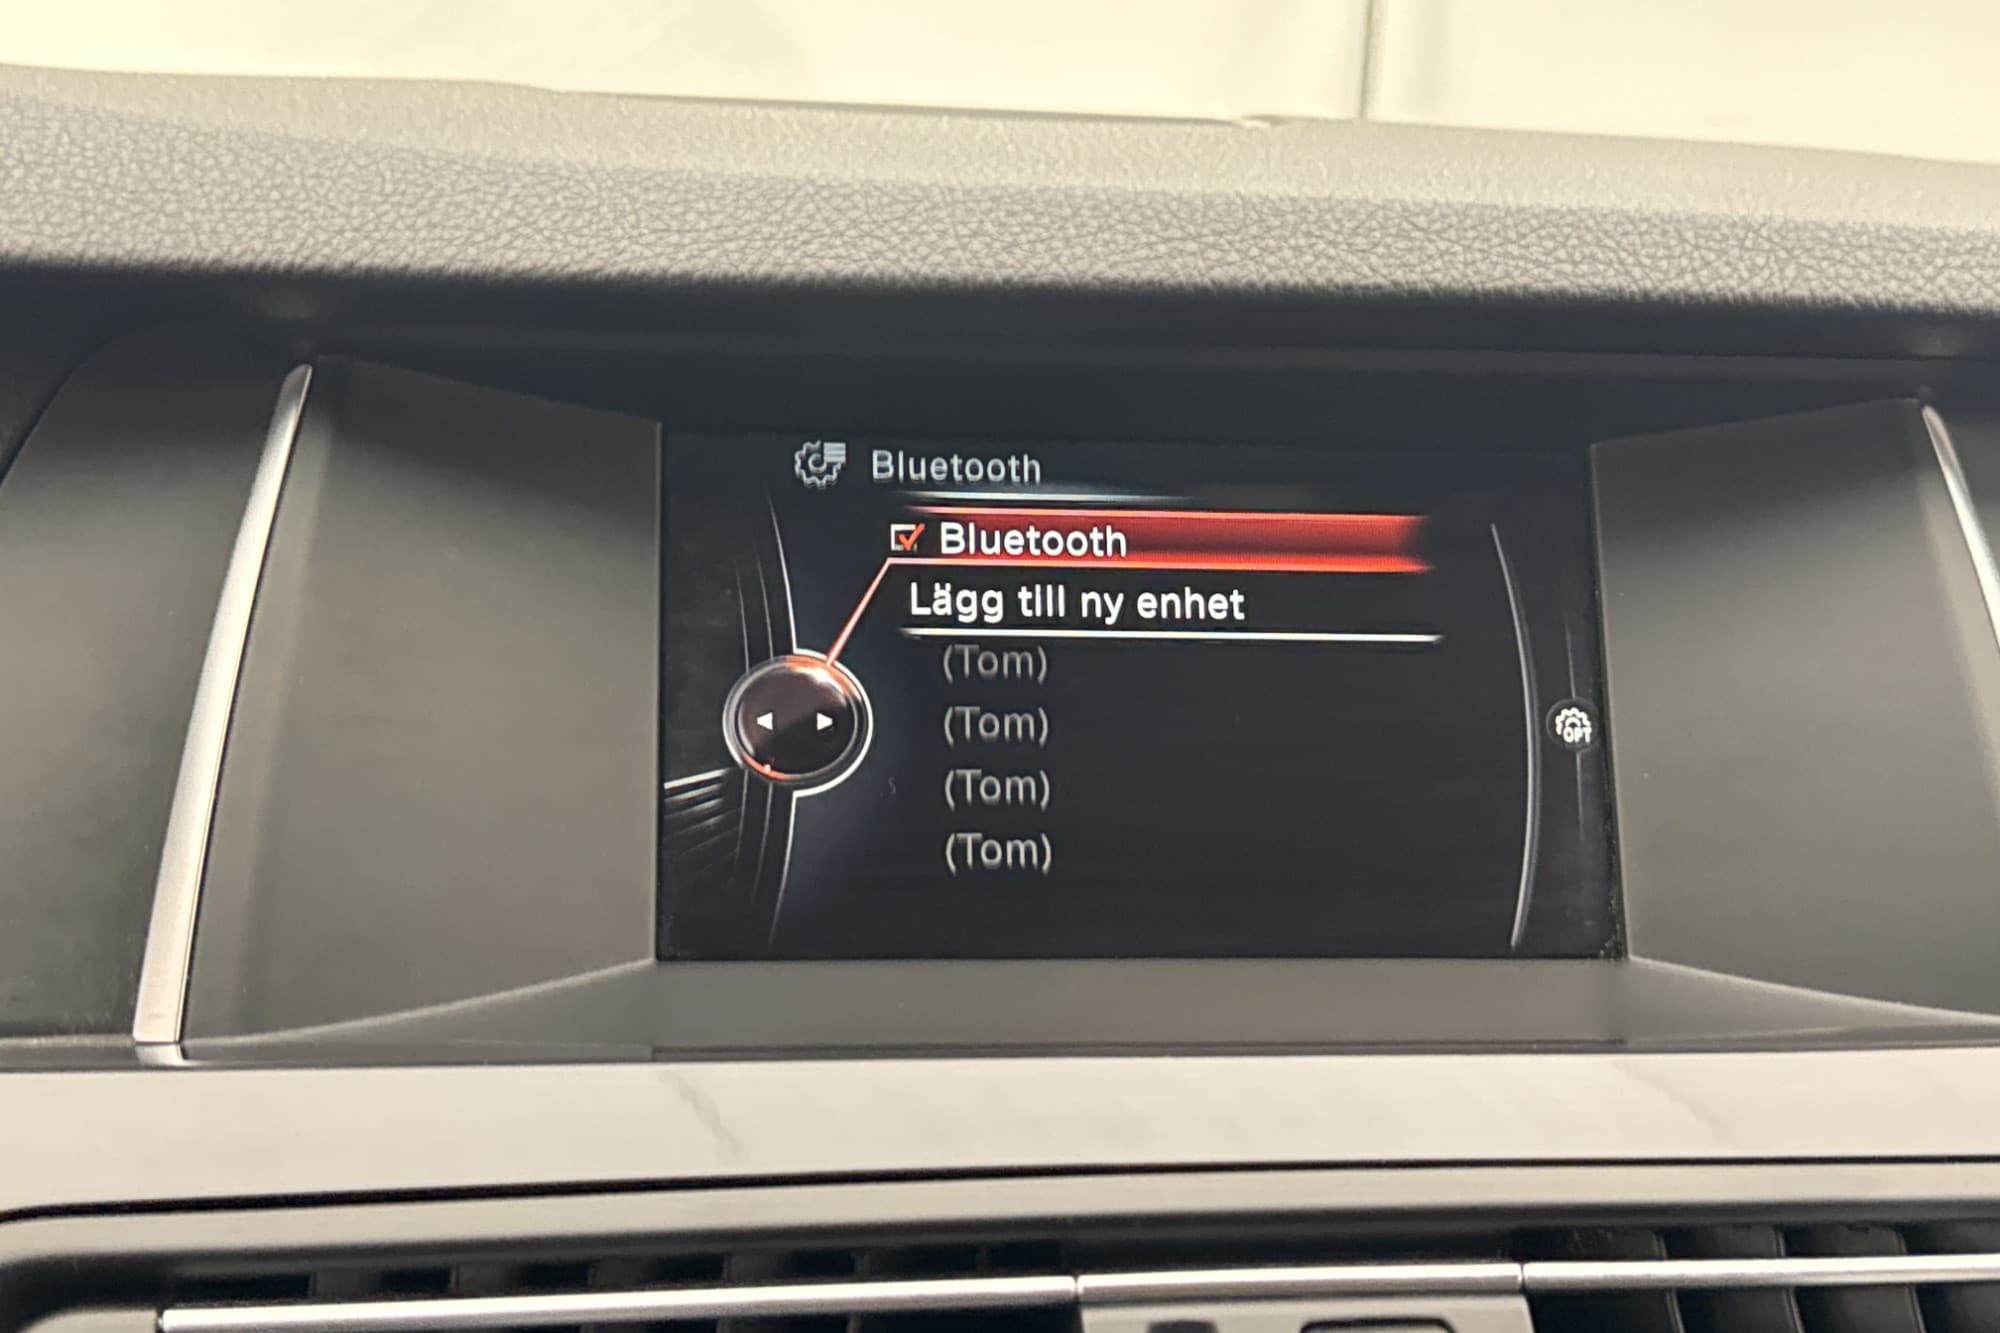 Bluetooth
Bluetooth
Lägg till ny enhet
(Tom)
(Tom)
(Tom)
(Tom)
OPT